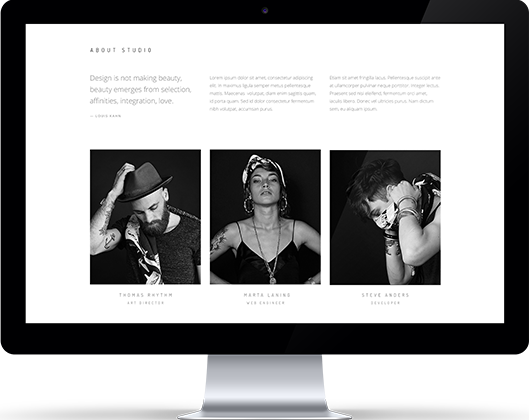 ABOUT STUDIO
Design is not making beauty,
beauty emerges from selection,
affinities, integration, love.
— LOUIS KAHN
Lorem ipsum dolor sit amet, consectetur adipiscing
elit. In maximus ligula semper metus pellentesque
mattis. Maecenas volutpat, diam enim sagittis quam,
id porta quam. Sed id dolor consectetur fermentum
nibh volutpat, accumsan purus.
Etiam sit amet fringilla lacus. Pellentesque suscipit ante
at ullamcorper pulvinar neque porttitor. Integer lectus.
Praesent sed nisi eleifend, fermentum orci amet,
iaculis libero. Donec vel ultricies purus. Nam dictum
sem. Au aliquam ipsum.
THOMAS RHYTHM
ART DIRECTOR
MARTA LANING
WEB ENGINEER
STEVE ANDERS
DEVELOPER